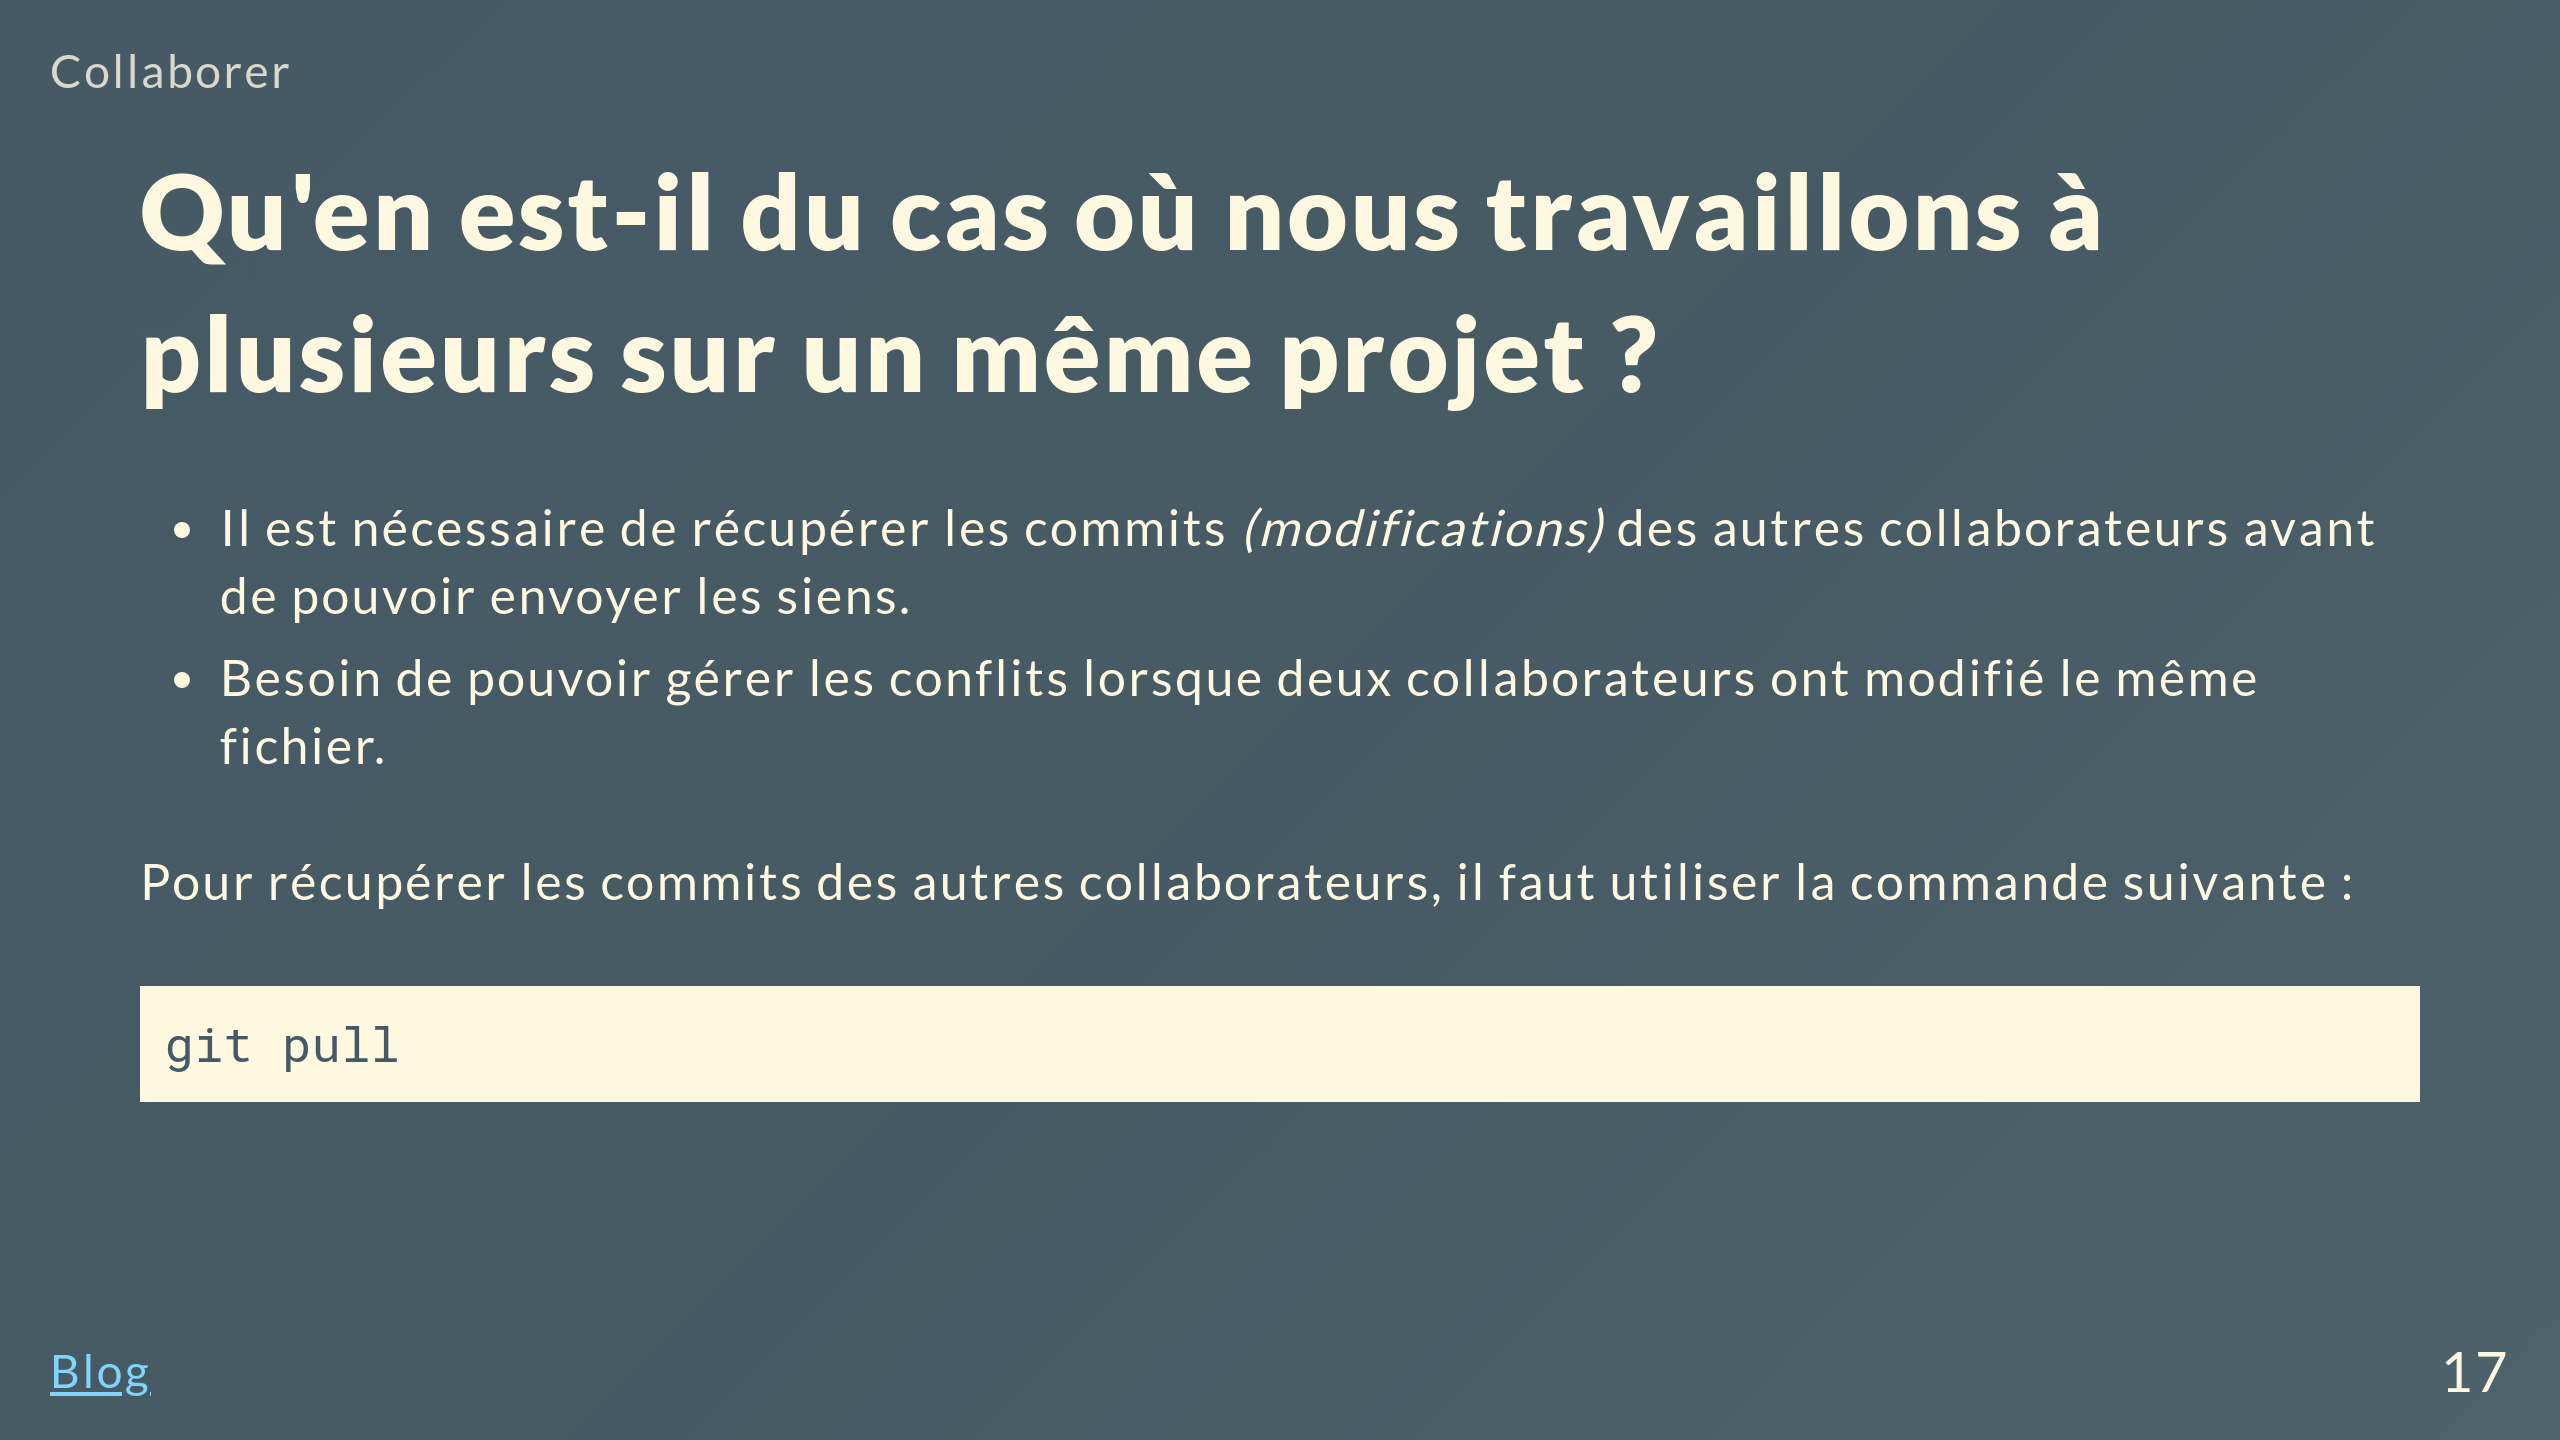 Collaborer
Qu'en est-il du cas où nous travaillons à
plusieurs sur un même projet ?
• Il est nécessaire de récupérer les commits (modifications) des autres collaborateurs avant
de pouvoir envoyer les siens.
• Besoin de pouvoir gérer les conflits lorsque deux collaborateurs ont modifié le même
fichier.
Pour récupérer les commits des autres collaborateurs, il faut utiliser la commande suivante :
git pull
Blog
17